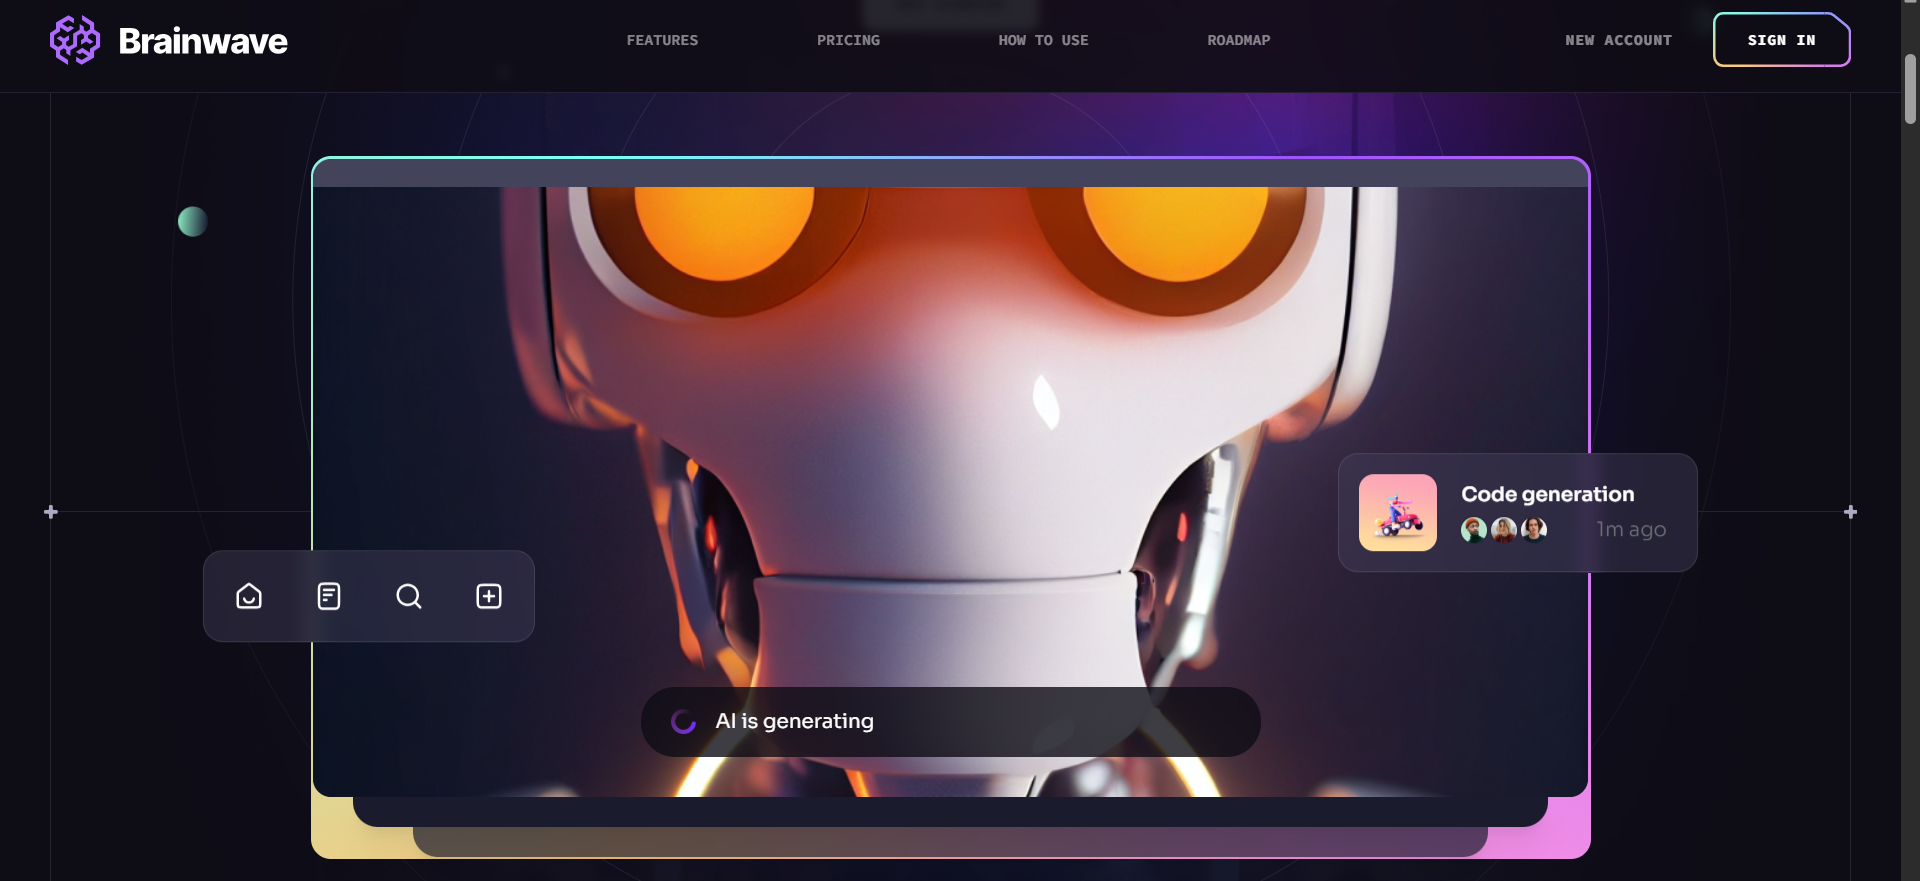 Brainwave
FEATURES
PRICING
HOW TO USE
ROADMAP
NEW ACCOUNT
SIGN IN
Code generation
1m ago
AI is generating